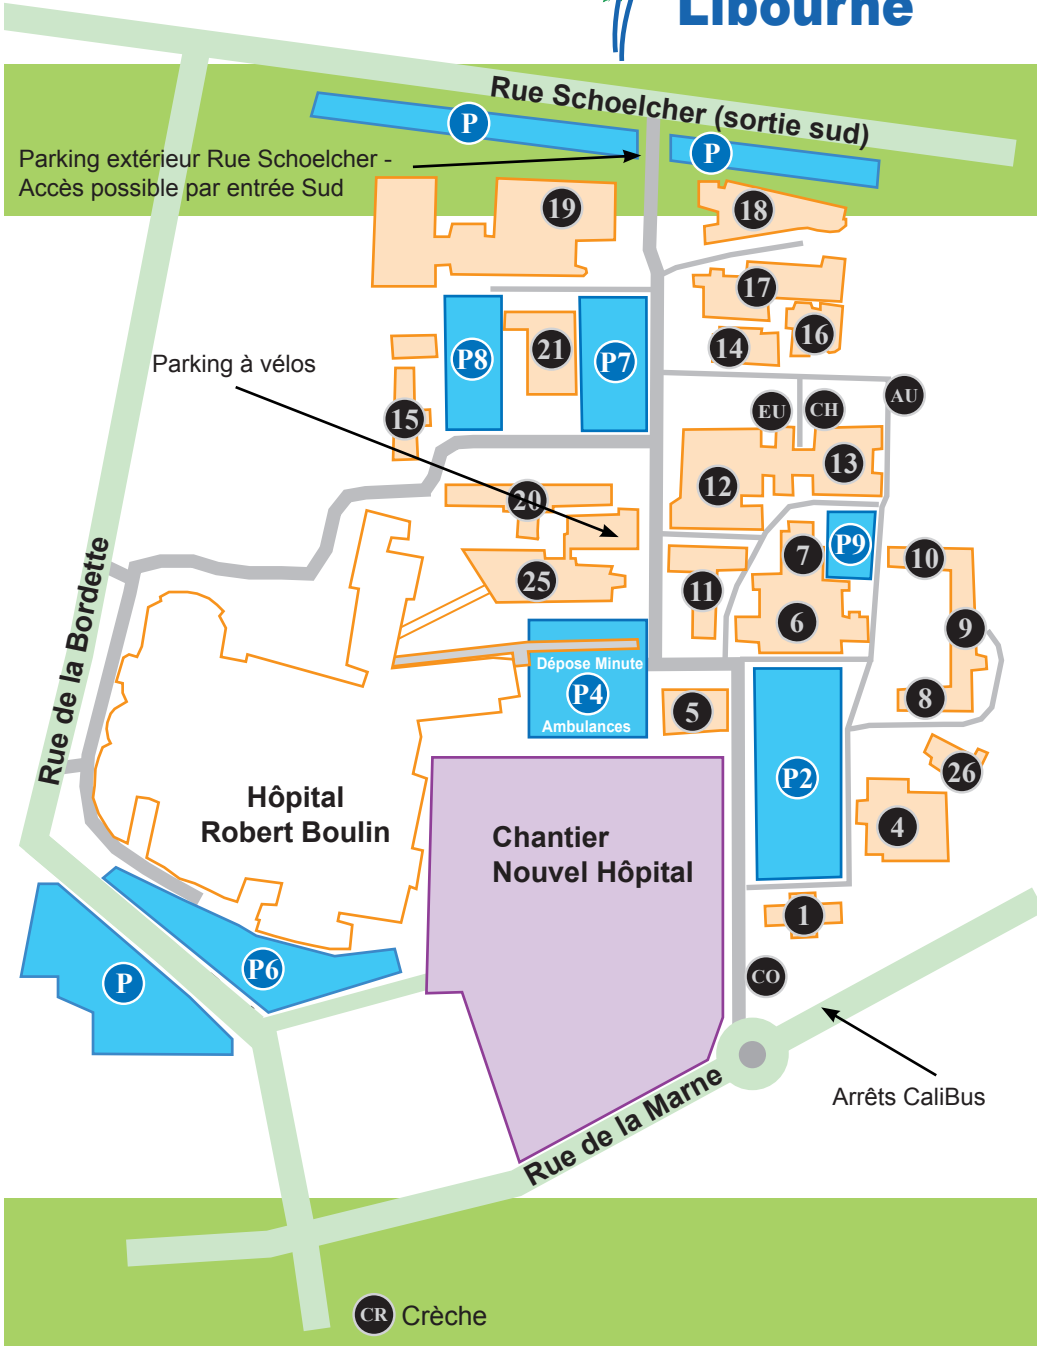 Libourne
Rue Schoelcher (sortie sud)
P
P
Parking extérieur Rue Schoelcher -
Accès possible par entrée Sud
19
18
17
16
14
P8
21
P7
Parking à vélos
15
EU
CH
AU
12
13
20
7
P9
10
25
11
6
9
Rue de la Bordette
Dépose Minute
P4
Ambulances
5
8
P2
26
4
Hôpital
Robert Boulin
Chantier
Nouvel Hôpital
1
P
P6
CO
Rue de la Marne
Arrêts CaliBus
CR Crèche